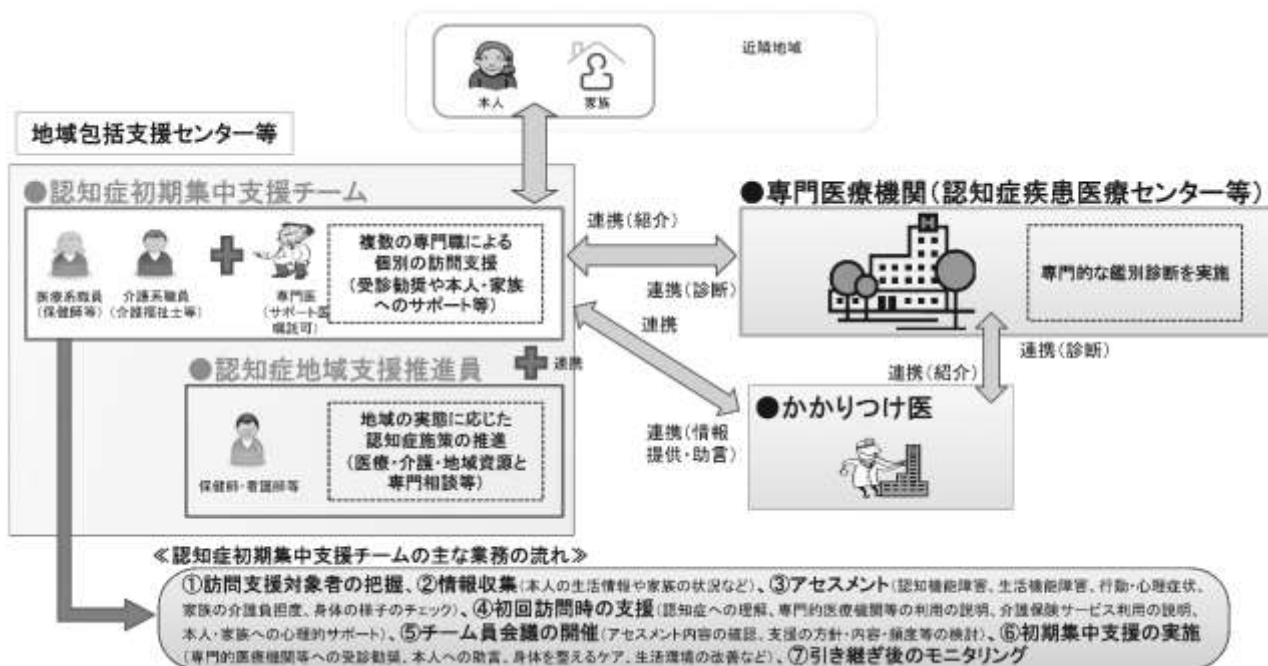 近隣地域
本人
家族
地域包括支援センター等
●認知症初期集中支援チーム
医療系職員
(保健師等)
介護系職員
(介護福祉士等)
専門医
(サポート医
嘱託可)
複数の専門職による
個別の訪問支援
(受診勧奨や本人・家族
へのサポート等)
連携(紹介)
連携(診断)
●専門医療機関(認知症疾患医療センター等)
専門的な鑑別診断を実施
連携
連携(情報
提供・助言)
連携(診断)
連携(紹介)
●かかりつけ医
連携
●認知症地域支援推進員
保健師・看護師等
地域の実態に応じた
認知症施策の推進
(医療・介護・地域資源と
専門相談等)
≪認知症初期集中支援チームの主な業務の流れ≫
①訪問支援対象者の把握、②情報収集(本人の生活情報や家族の状況など)、③アセスメント(認知機能障害、生活機能障害、行動・心理症状、
家族の介護負担度、身体の様子のチェック)、④初回訪問時の支援(認知症への理解、専門的医療機関等の利用の説明、介護保険サービス利用の説明、
本人・家族への心理的サポート)、⑤チーム員会議の開催(アセスメント内容の確認、支援の方針・内容・頻度等の検討)、⑥初期集中支援の実施
(専門的医療機関等への受診勧奨、本人への助言、身体を整えるケア、生活環境の改善など)、⑦引き継ぎ後のモニタリング